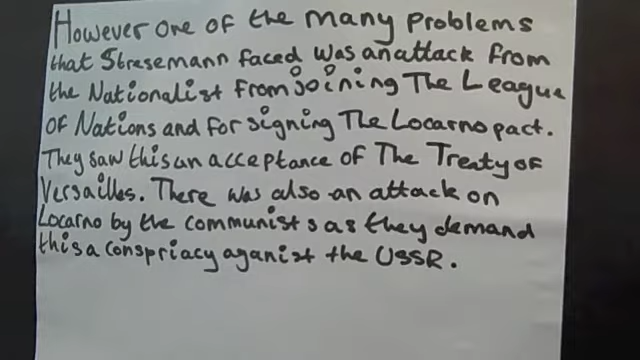 However one of the many problems
that Stresemann faced was an attack from
the Nationalist from joining The League
of Nations and for signing The Locarno pact.
They saw this an acceptance of The Treaty of
Versailles. There was also an attack on
Locarno by the communists as they demand
this a conspriacy aganist the USSR.